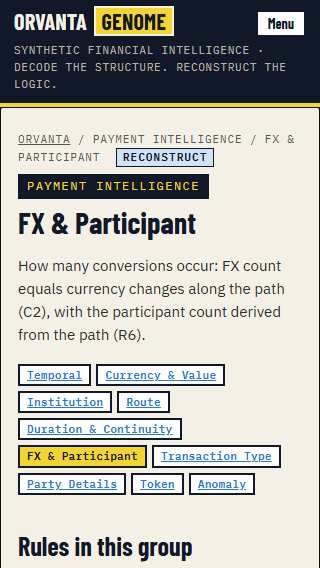 ORVANTA GENOME
Menu
SYNTHETIC FINANCIAL INTELLIGENCE ·
DECODE THE STRUCTURE. RECONSTRUCT THE
LOGIC.
ORVANTA / PAYMENT INTELLIGENCE / FX &
PARTICIPANT RECONSTRUCT
PAYMENT INTELLIGENCE
FX & Participant
How many conversions occur: FX count
equals currency changes along the path
(C2), with the participant count derived
from the path (R6).
Temporal Currency & Value
Institution Route
Duration & Continuity
FX & Participant Transaction Type
Party Details Token Anomaly
Rules in this group